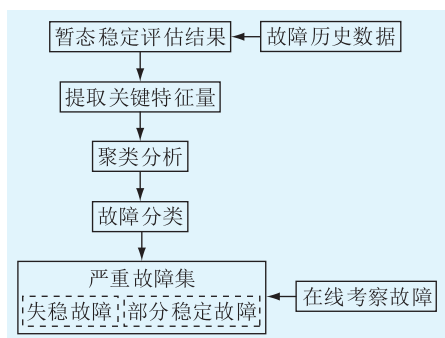 暂态稳定评估结果
故障历史数据
提取关键特征量
聚类分析
故障分类
严重故障集
失稳故障
部分稳定故障
在线考察故障